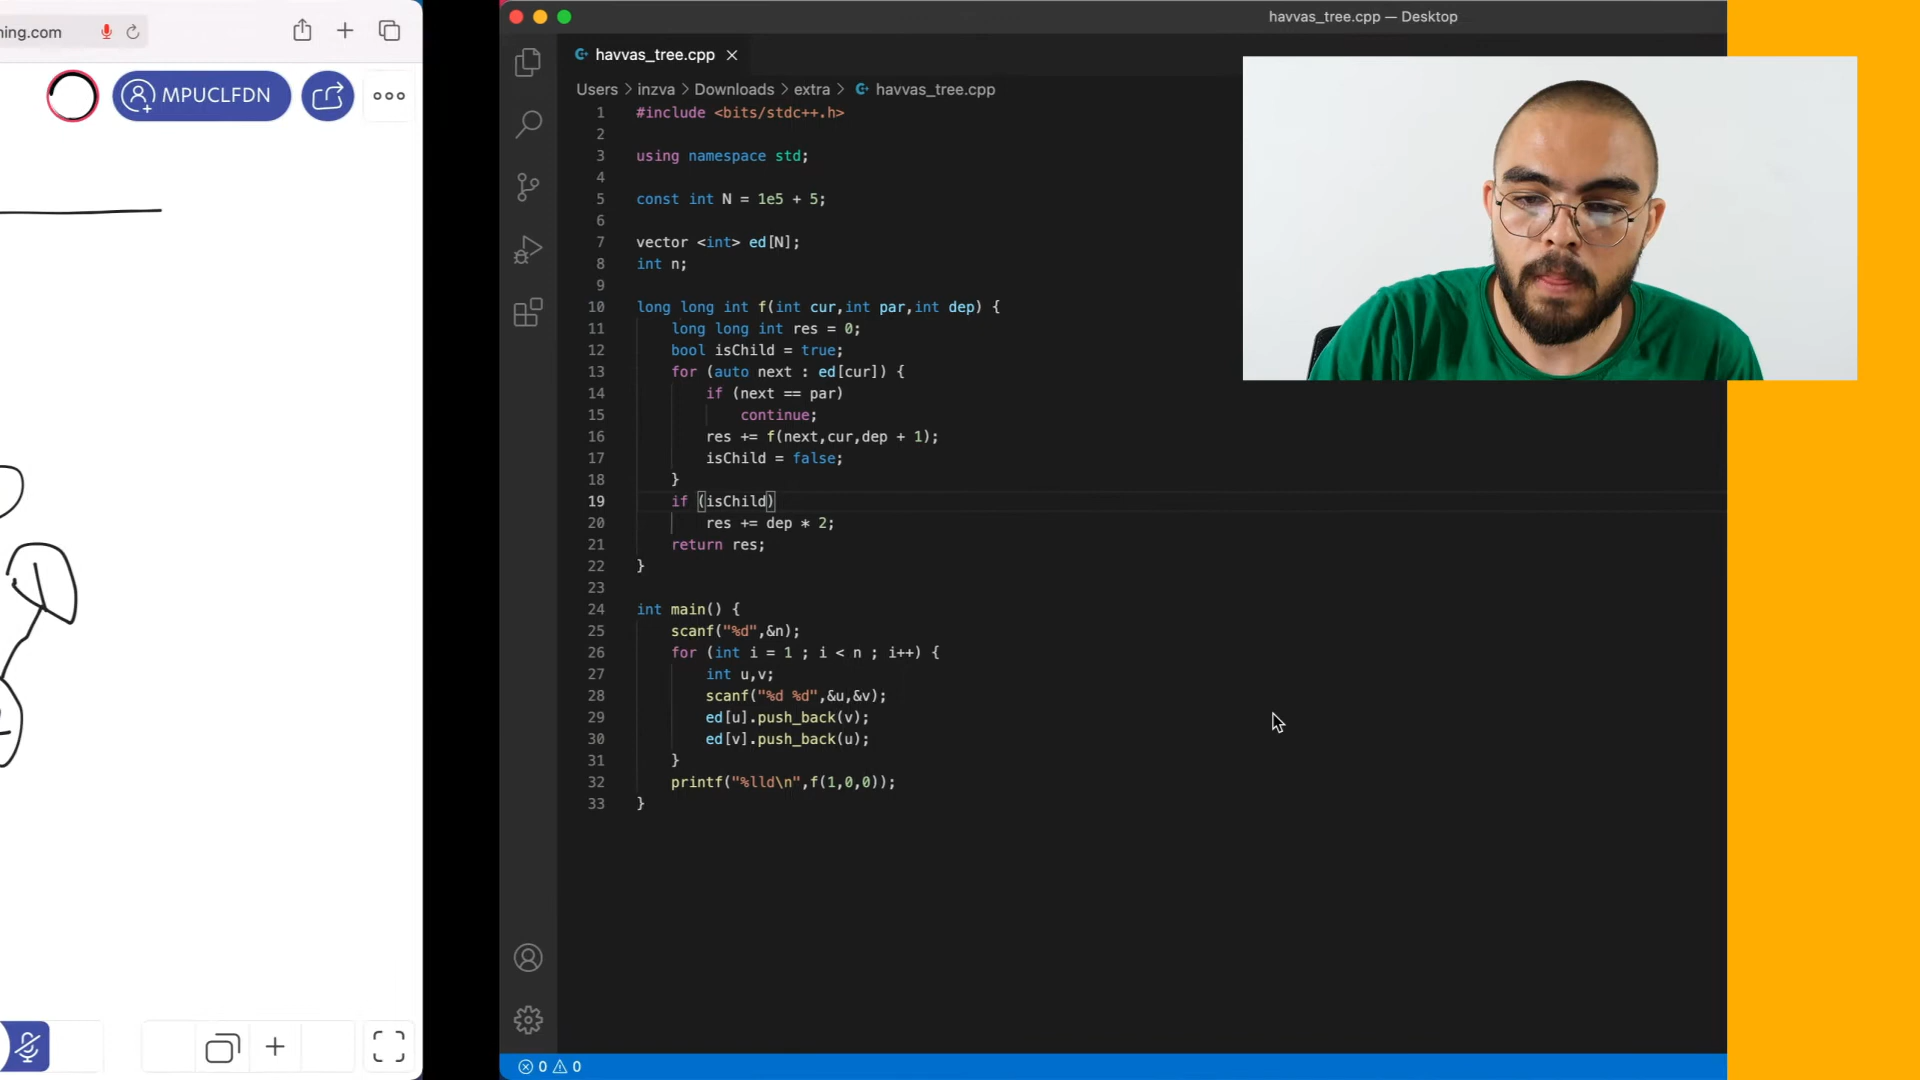 ning.com
MPUCLFDN
havvas_tree.cpp — Desktop
havvas_tree.cpp
Users > inzva > Downloads > extra > havvas_tree.cpp
1 #include <bits/stdc++.h>
2
3 using namespace std;
4
5 const int N = 1e5 + 5;
6
7 vector <int> ed[N];
8 int n;
9
10 long long int f(int cur,int par,int dep) {
11 long long int res = 0;
12 bool isChild = true;
13 for (auto next : ed[cur]) {
14 if (next == par)
15 continue;
16 res += f(next,cur,dep + 1);
17 isChild = false;
18 }
19 if (isChild)
20 res += dep * 2;
21 return res;
22 }
23
24 int main() {
25 scanf("%d",&n);
26 for (int i = 1 ; i < n ; i++) {
27 int u,v;
28 scanf("%d %d",&u,&v);
29 ed[u].push_back(v);
30 ed[v].push_back(u);
31 }
32 printf("%lld\n",f(1,0,0));
33 }
0 0